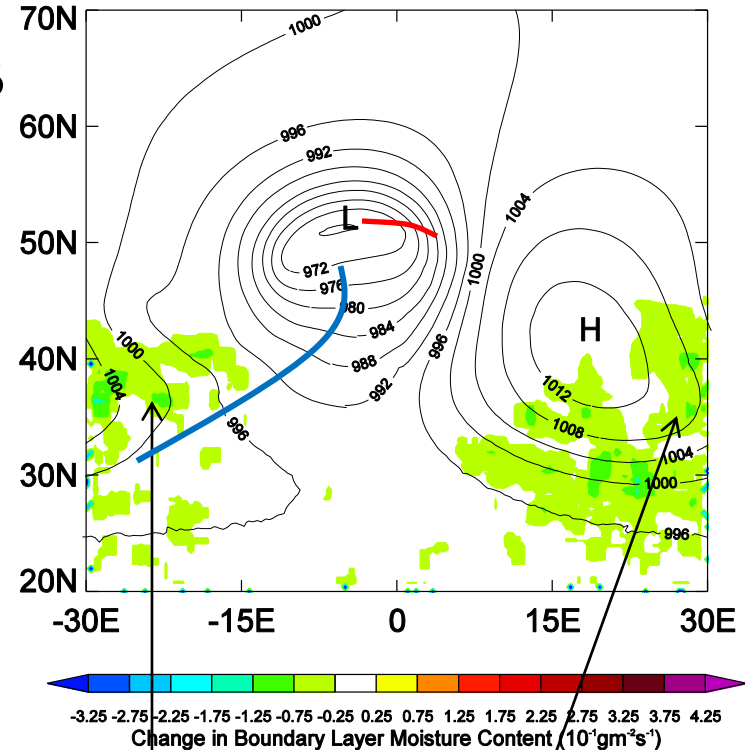 70N
1000
996
60N
992
1004
L
50N
1000
972
976
980
H
984
996
1000
988
40N
1004
1012
992
996
1008
1004
30N
1000
996
20N
-30E -15E 0 15E 30E
-3.25 -2.75 -2.25 -1.75 -1.25 -0.75 -0.25 0.25 0.75 1.25 1.75 2.25 2.75 3.25 3.75 4.25
Change in Boundary Layer Moisture Content (10⁻¹gm⁻²s⁻¹)